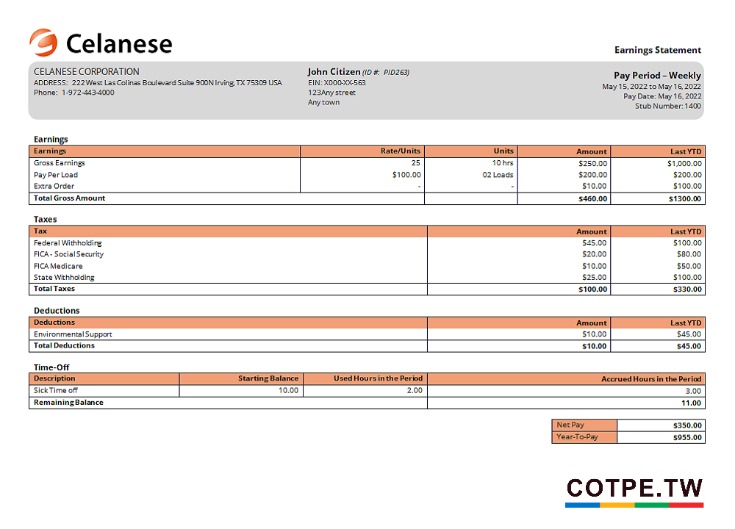 Celanese
Earnings Statement
CELANESE CORPORATION
ADDRESS: 222 West Las Colinas Boulevard Suite 900N Irving, TX 75309 USA
Phone: 1-972-443-4000
John Citizen (ID #: PID263)
EIN: X000-XX-563
123Any street
Any town
Pay Period – Weekly
May 15, 2022 to May 16, 2022
Pay Date: May 16, 2022
Stub Number: 1400
Earnings
Earnings Rate/Units Units Amount Last YTD
Gross Earnings 25 10 hrs $250.00 $1,000.00
Pay Per Load $100.00 02 Loads $200.00 $200.00
Extra Order - - $10.00 $100.00
Total Gross Amount $460.00 $1300.00
Taxes
Tax Amount Last YTD
Federal Withholding $45.00 $100.00
FICA - Social Security $20.00 $80.00
FICA Medicare $10.00 $50.00
State Withholding $25.00 $100.00
Total Taxes $100.00 $330.00
Deductions
Deductions Amount Last YTD
Environmental Support $10.00 $45.00
Total Deductions $10.00 $45.00
Time-Off
Description Starting Balance Used Hours in the Period Accrued Hours in the Period
Sick Time off 10.00 2.00 3.00
Remaining Balance 11.00
Net Pay $350.00
Year-To-Pay $955.00
COTPE.TW